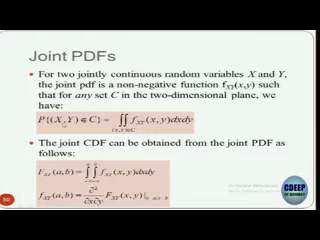 Joint PDFs
• For two jointly continuous random variables X and Y,
the joint pdf is a non-negative function f_XY(x,y) such
that for any set C in the two-dimensional plane, we
have:
P{(X,Y)∈C} = ∬_{(x,y)∈C} f_XY(x,y)dxdy
• The joint CDF can be obtained from the joint PDF as
follows:
F_XY(a,b) = ∫∫ f_XY(x,y)dxdy
f_XY(a,b) = ∂²/∂x∂y F_XY(x,y)|
50
CDEEP
IIT BOMBAY